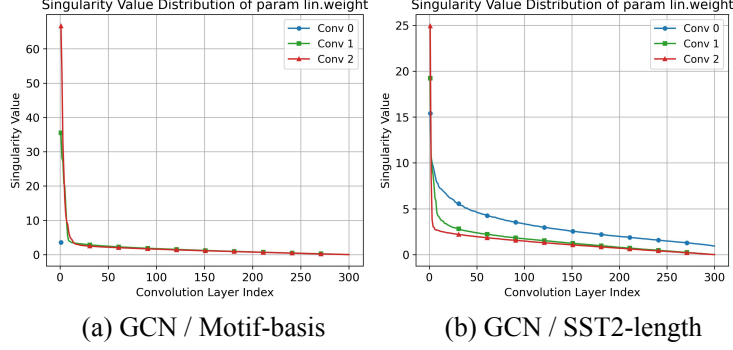 Singularity Value Distribution of param lin.weight
Singularity Value
60
50
40
30
20
10
0
Conv 0
Conv 1
Conv 2
0 50 100 150 200 250 300
Convolution Layer Index
(a) GCN / Motif-basis
Singularity Value Distribution of param lin.weight
Singularity Value
25
20
15
10
5
0
Conv 0
Conv 1
Conv 2
0 50 100 150 200 250 300
Convolution Layer Index
(b) GCN / SST2-length